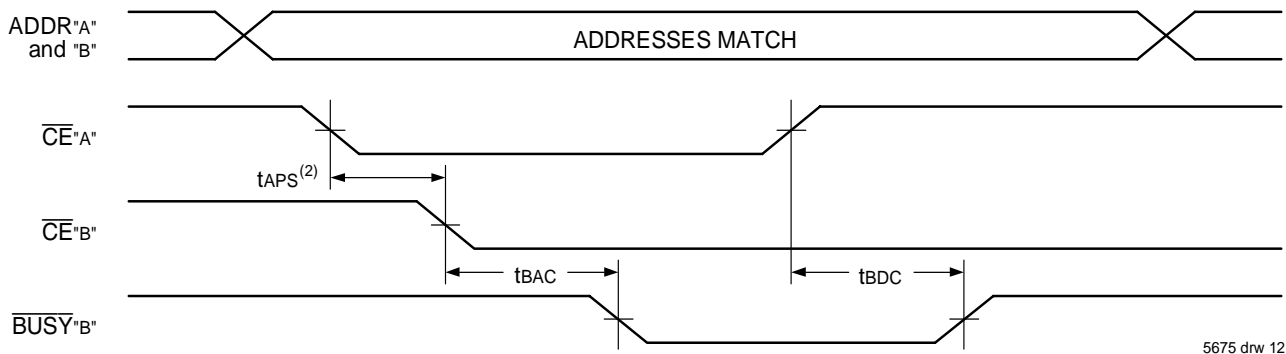 ADDR"A"
and "B"
ADDRESSES MATCH
CE"A"
tAPS(2)
CE"B"
tBAC
tBDC
BUSY"B"
5675 drw 12